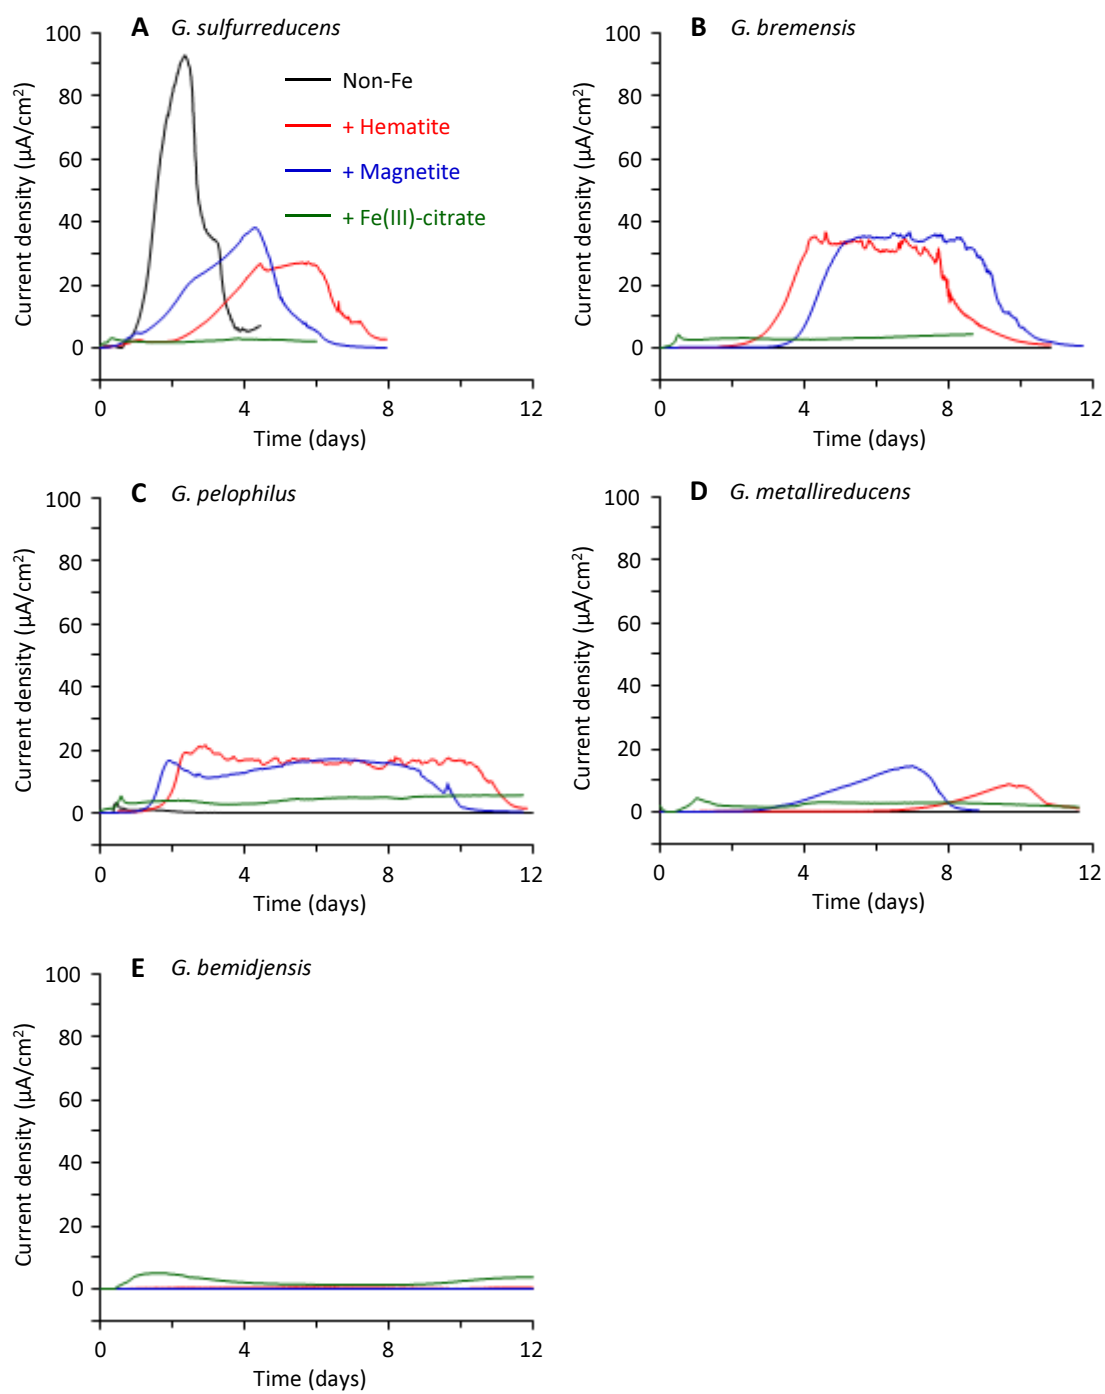 A G. sulfurreducens
100
80
60
40
20
0
Current density (µA/cm²)
Non-Fe
+ Hematite
+ Magnetite
+ Fe(III)-citrate
0 4 8 12
Time (days)
B G. bremensis
100
80
60
40
20
0
Current density (µA/cm²)
0 4 8 12
Time (days)
C G. pelophilus
100
80
60
40
20
0
Current density (µA/cm²)
0 4 8 12
Time (days)
D G. metallireducens
100
80
60
40
20
0
Current density (µA/cm²)
0 4 8 12
Time (days)
E G. bemidjensis
100
80
60
40
20
0
Current density (µA/cm²)
0 4 8 12
Time (days)